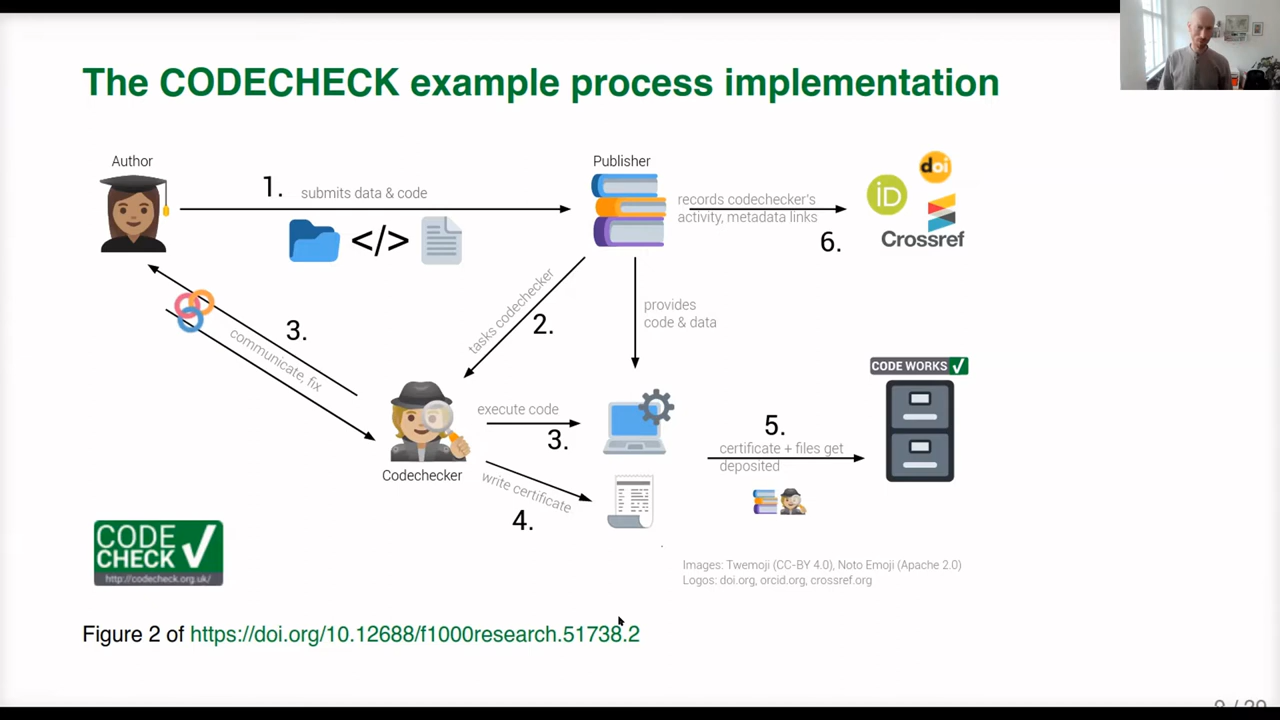 The CODECHECK example process implementation
Author
Publisher
1.
submits data & code
</>
records codechecker's
activity, metadata links
6.
doi
iD
Crossref
tasks codechecker
2.
provides
code & data
3.
communicate, fix
Codechecker
execute code
3.
write certificate
4.
5.
certificate + files get
deposited
CODE WORKS
CODE
CHECK
http://codecheck.org.uk/
Images: Twemoji (CC-BY 4.0), Noto Emoji (Apache 2.0)
Logos: doi.org, orcid.org, crossref.org
Figure 2 of https://doi.org/10.12688/f1000research.51738.2